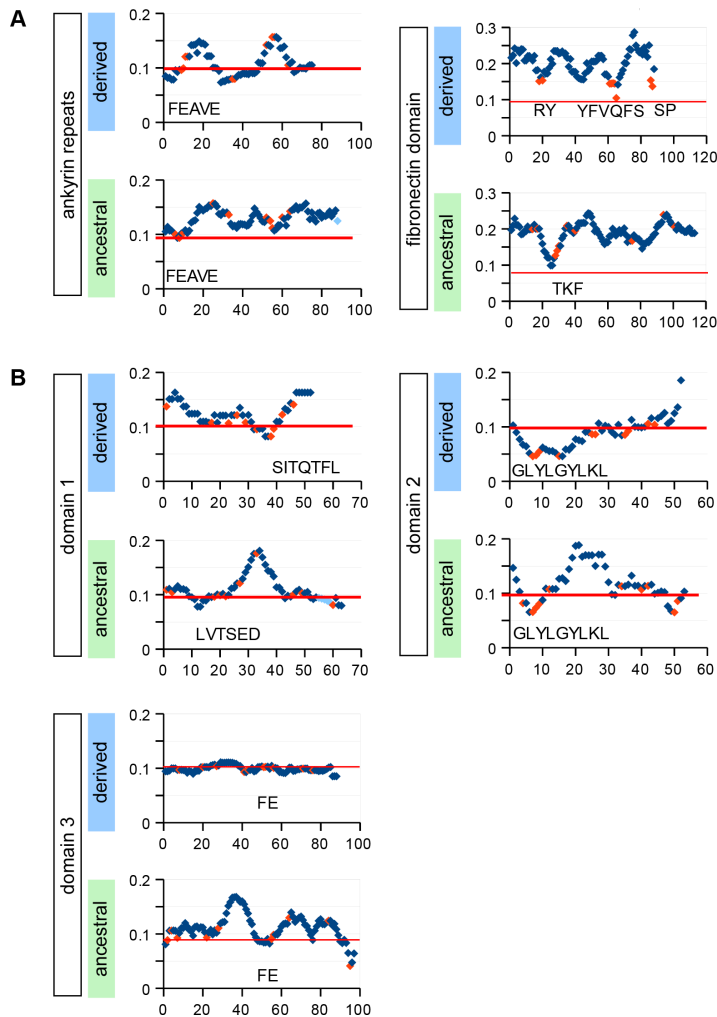 A
ankyrin repeats
derived
0.2
0.1
0
FEAVE
0 20 40 60 80 100
ancestral
0.2
0.1
0
FEAVE
0 20 40 60 80 100
fibronectin domain
derived
0.3
0.2
0.1
0
RY YFVQFS SP
0 20 40 60 80 100 120
ancestral
0.3
0.2
0.1
0
TKF
0 20 40 60 80 100 120
B
domain 1
derived
0.2
0.1
0
SITQTFL
0 10 20 30 40 50 60 70
ancestral
0.2
0.1
0
LVTSED
0 10 20 30 40 50 60 70
domain 2
derived
0.2
0.1
0
GLYLGYLKL
0 10 20 30 40 50 60
ancestral
0.2
0.1
0
GLYLGYLKL
0 10 20 30 40 50 60
domain 3
derived
0.2
0.1
0
FE
0 20 40 60 80 100
ancestral
0.2
0.1
0
FE
0 20 40 60 80 100